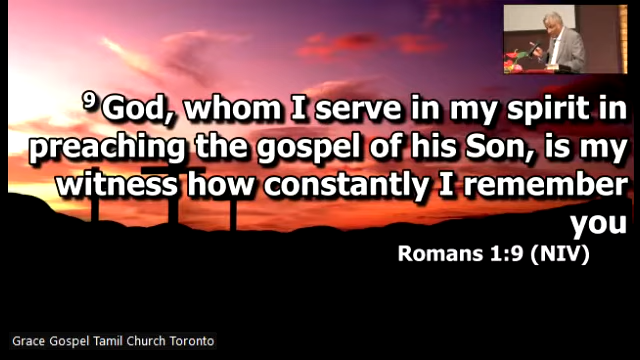 9 God, whom I serve in my spirit in
preaching the gospel of his Son, is my
witness how constantly I remember
you
Romans 1:9 (NIV)
Grace Gospel Tamil Church Toronto